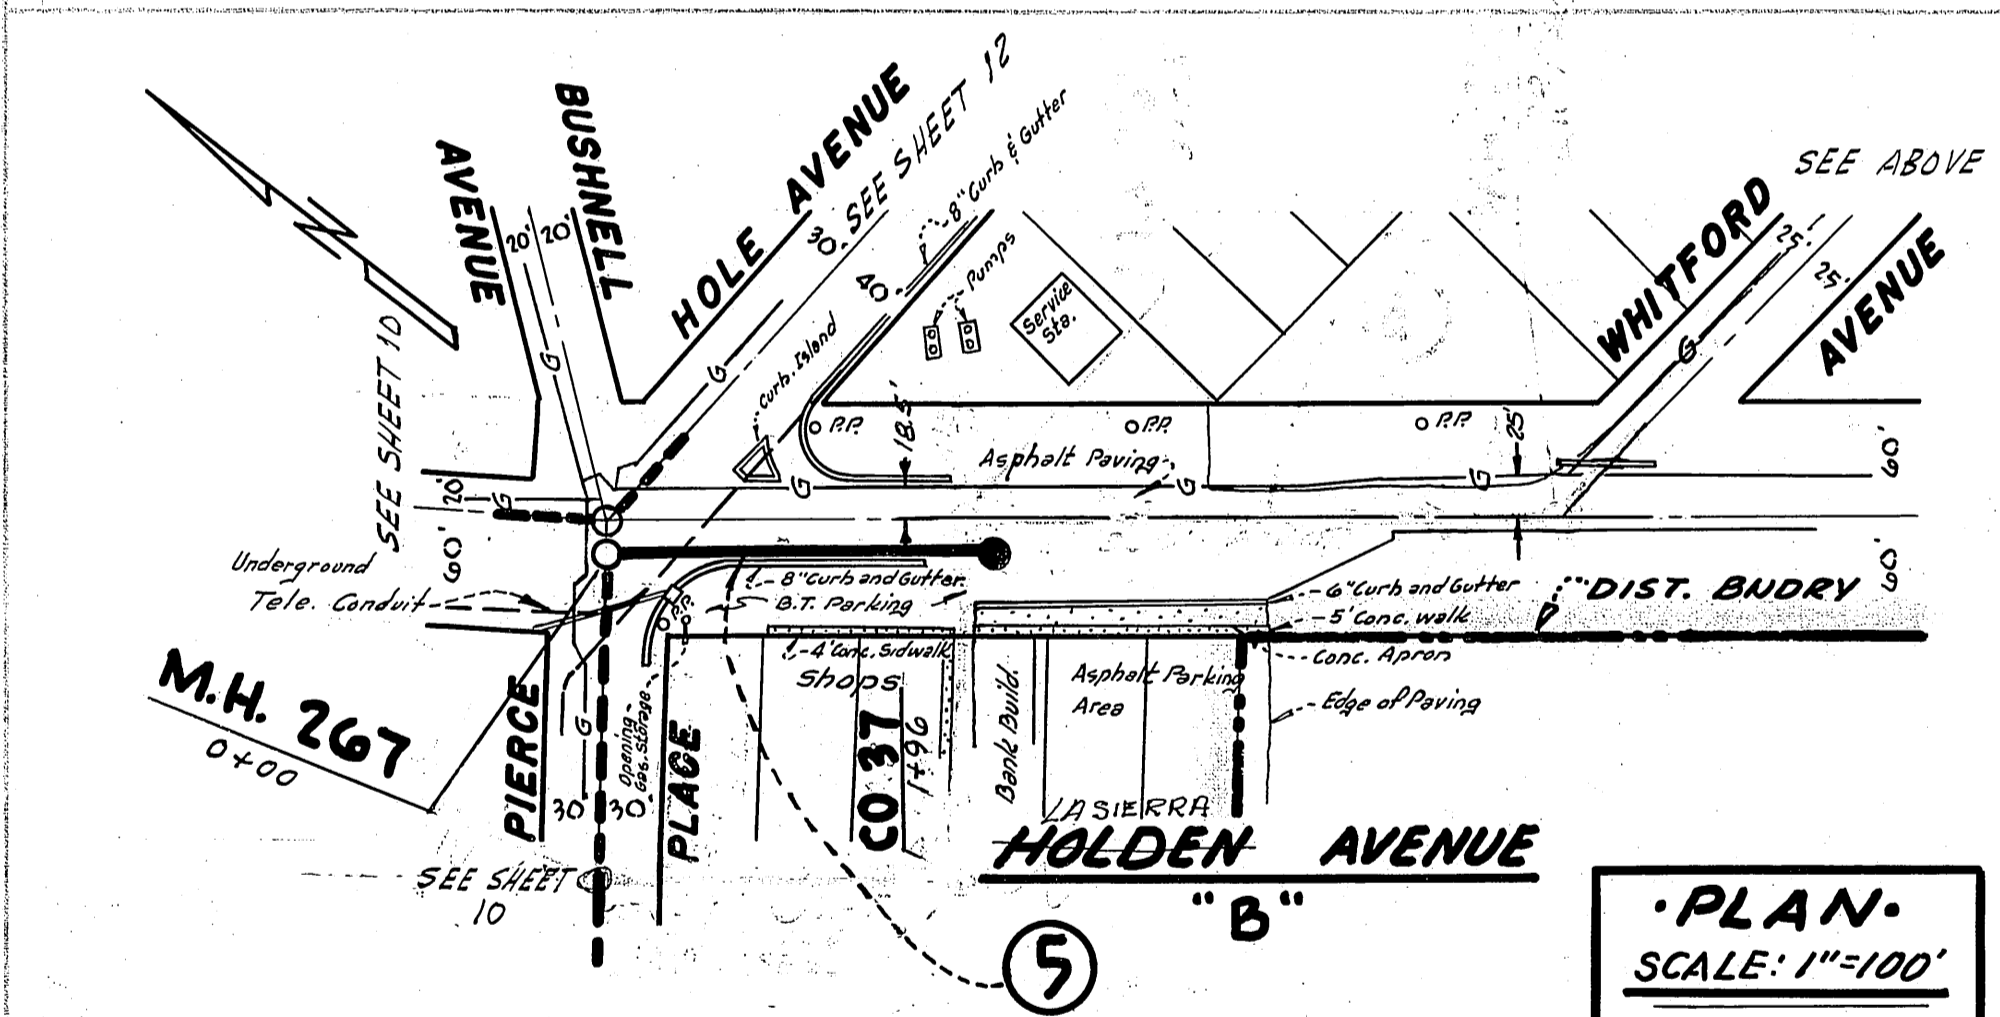 BUSHNELL
AVENUE
20' 20'
HOLE AVENUE
30
SEE SHEET 12
40
8" Curb & Gutter
Pumps
Service
Sta.
SEE ABOVE
WHITFORD
AVENUE
25'
25'
SEE SHEET 10
G
G
Curb. Island
P.P.
18.5'
P.P.
P.P.
25'
G
60'
Asphalt Paving
20'
G
G
G
G
60'
Underground
Tele. Conduit
8" Curb and Gutter
B.T. Parking
6" Curb and Gutter
5' Conc. walk
DIST. BNDRY
60'
P.P.
4' Conc. Sidwalk
Conc. Apron
Shops
Asphalt Parking
Area
Edge of Paving
Bank Build.
M.H. 267
0+00
PIERCE
PLACE
G
Opening
Gas. Storage
30
30
CO 37
1+96
LA SIERRA
HOLDEN AVENUE
"B"
SEE SHEET
10
5
·PLAN·
SCALE: 1"=100'